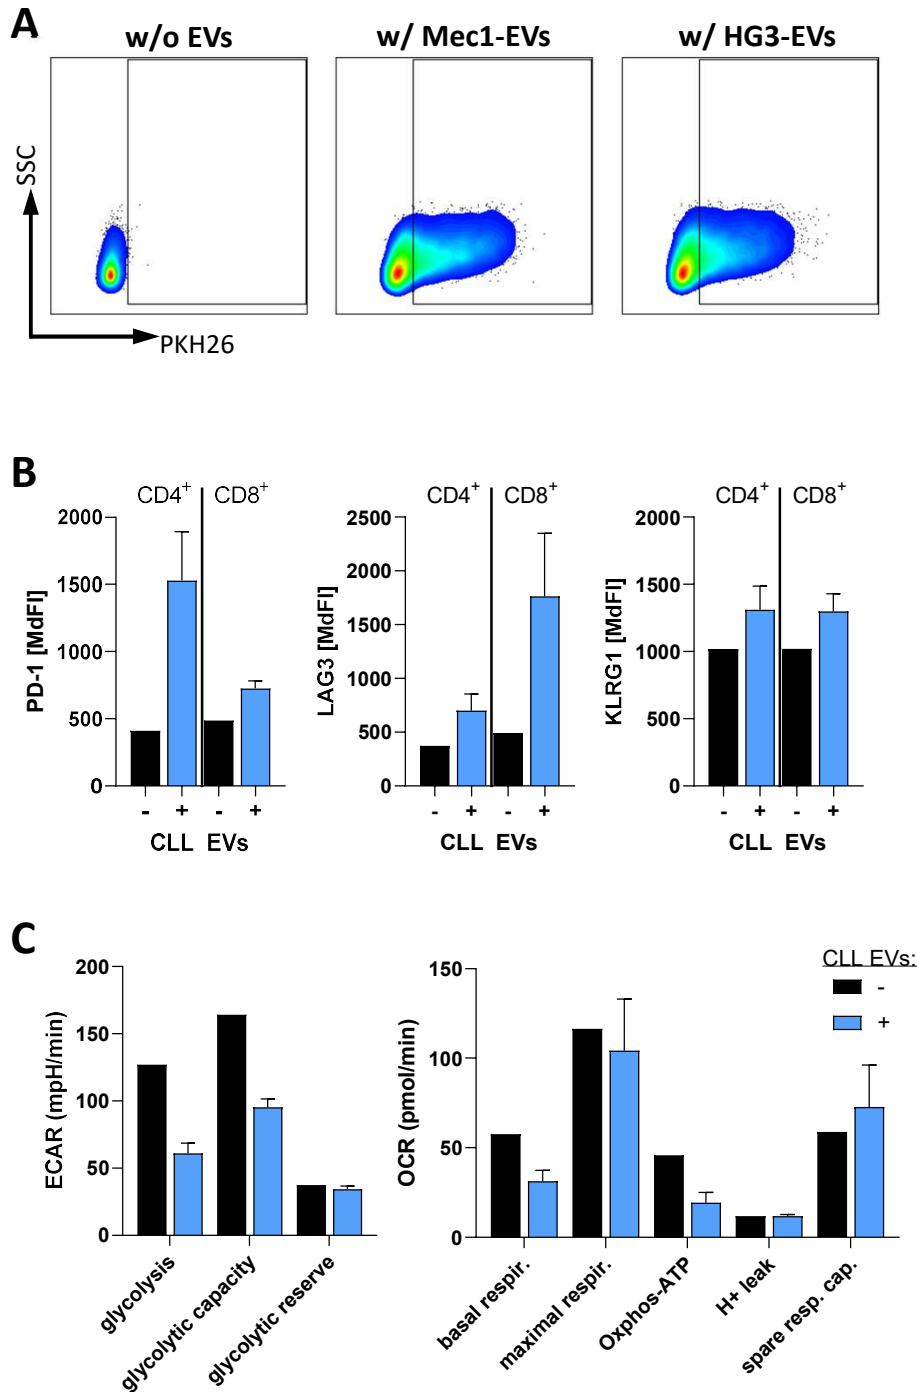 A
w/o EVs
w/ Mec1-EVs
w/ HG3-EVs
SSC
PKH26
B
CD4+ CD8+
2000
1500
1000
500
0
PD-1 [MdFI]
- + - +
CLL EVs
CD4+ CD8+
2500
2000
1500
1000
500
0
LAG3 [MdFI]
- + - +
CLL EVs
CD4+ CD8+
2000
1500
1000
500
0
KLRG1 [MdFI]
- + - +
CLL EVs
C
200
150
100
50
0
ECAR (mpH/min)
glycolysis
glycolytic capacity
glycolytic reserve
150
100
50
0
OCR (pmol/min)
basal respir.
maximal respir.
Oxphos-ATP
H+ leak
spare resp. cap.
CLL EVs:
-
+